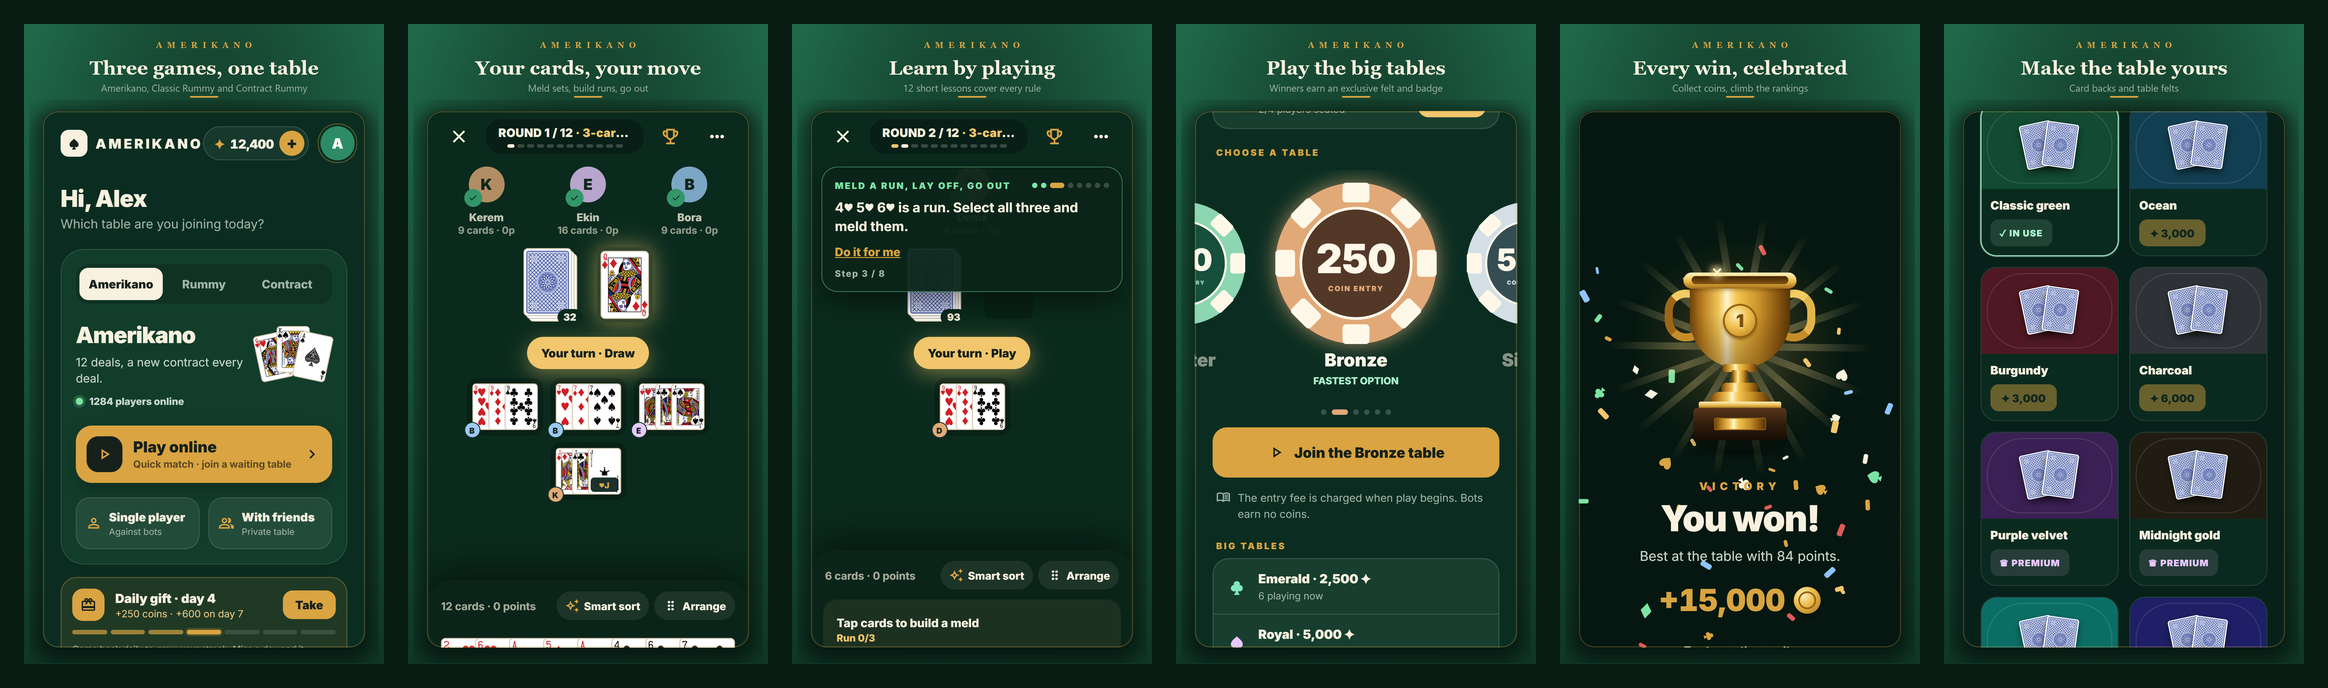 AMERIKANO
Three games, one table
Amerikano, Classic Rummy and Contract Rummy
AMERIKANO
12,400
A
Hi, Alex
Which table are you joining today?
Amerikano
Rummy
Contract
Amerikano
12 deals, a new contract every
deal.
1284 players online
Play online
Quick match · join a waiting table
Single player
Against bots
With friends
Private table
Daily gift · day 4
+250 coins · +600 on day 7
Take
AMERIKANO
Your cards, your move
Meld sets, build runs, go out
ROUND 1 / 12 · 3-car...
K
E
B
Kerem
Ekin
Bora
9 cards · 0p
16 cards · 0p
9 cards · 0p
32
Your turn · Draw
B
B
E
♥J
K
12 cards · 0 points
Smart sort
Arrange
2
6
A
5
A
4
6
7
AMERIKANO
Learn by playing
12 short lessons cover every rule
ROUND 2 / 12 · 3-car...
MELD A RUN, LAY OFF, GO OUT
4♥ 5♥ 6♥ is a run. Select all three and
meld them.
Do it for me
Step 3 / 8
93
Your turn · Play
D
6 cards · 0 points
Smart sort
Arrange
Tap cards to build a meld
Run 0/3
AMERIKANO
Play the big tables
Winners earn an exclusive felt and badge
CHOOSE A TABLE
250
COIN ENTRY
Bronze
FASTEST OPTION
Join the Bronze table
The entry fee is charged when play begins. Bots
earn no coins.
BIG TABLES
Emerald · 2,500
6 playing now
Royal · 5,000
AMERIKANO
Every win, celebrated
Collect coins, climb the rankings
1
VICTORY
You won!
Best at the table with 84 points.
+15,000
AMERIKANO
Make the table yours
Card backs and table felts
Classic green
✓ IN USE
Ocean
3,000
Burgundy
3,000
Charcoal
6,000
Purple velvet
PREMIUM
Midnight gold
PREMIUM